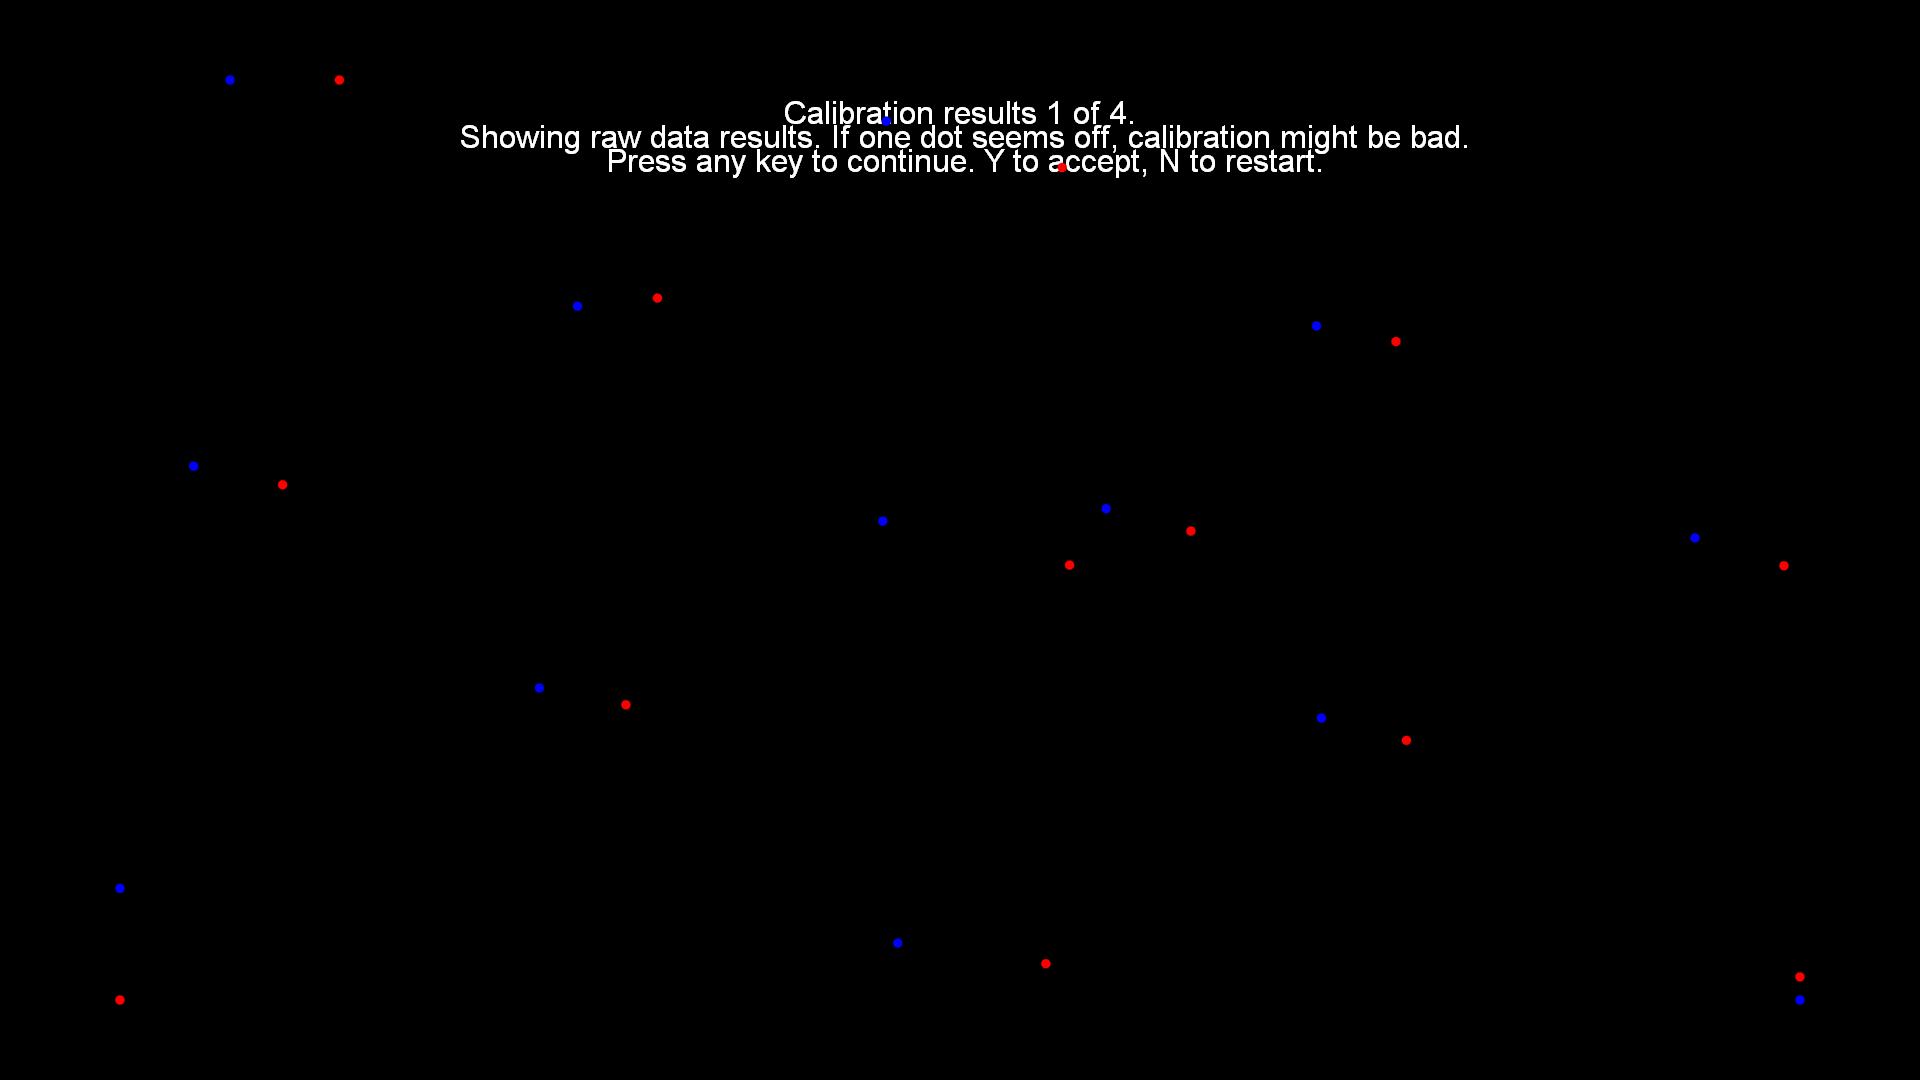 Calibration results 1 of 4.
Showing raw data results. If one dot seems off, calibration might be bad.
Press any key to continue. Y to accept, N to restart.